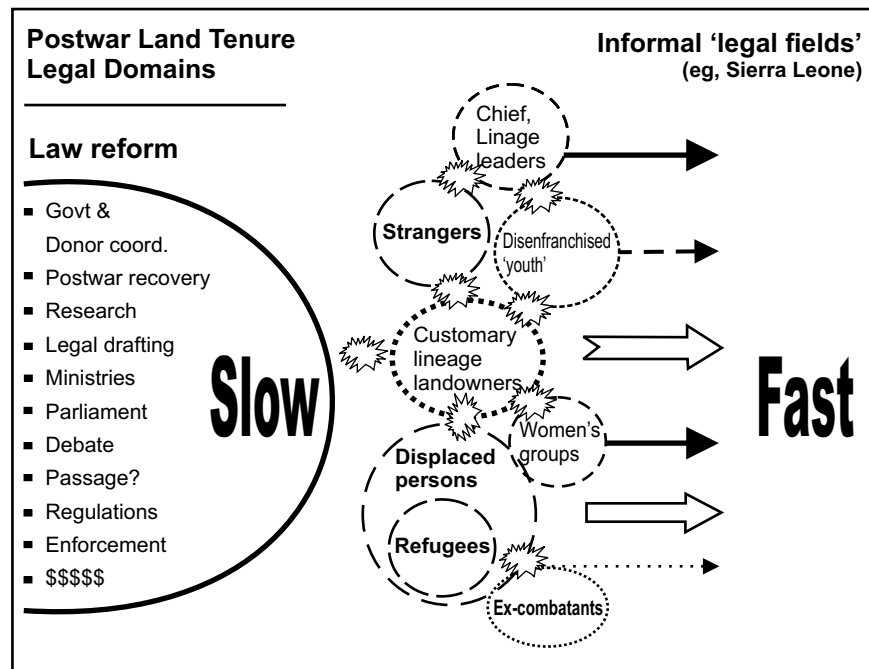 Postwar Land Tenure
Legal Domains
Informal ‘legal fields’
(eg, Sierra Leone)
Law reform
▪ Govt &
Donor coord.
▪ Postwar recovery
▪ Research
▪ Legal drafting
▪ Ministries
▪ Parliament
▪ Debate
▪ Passage?
▪ Regulations
▪ Enforcement
▪ $$$$$
Slow
Chief,
Linage
leaders
Strangers
Disenfranchised
‘youth’
Customary
lineage
landowners
Women’s
groups
Displaced
persons
Refugees
Ex-combatants
Fast